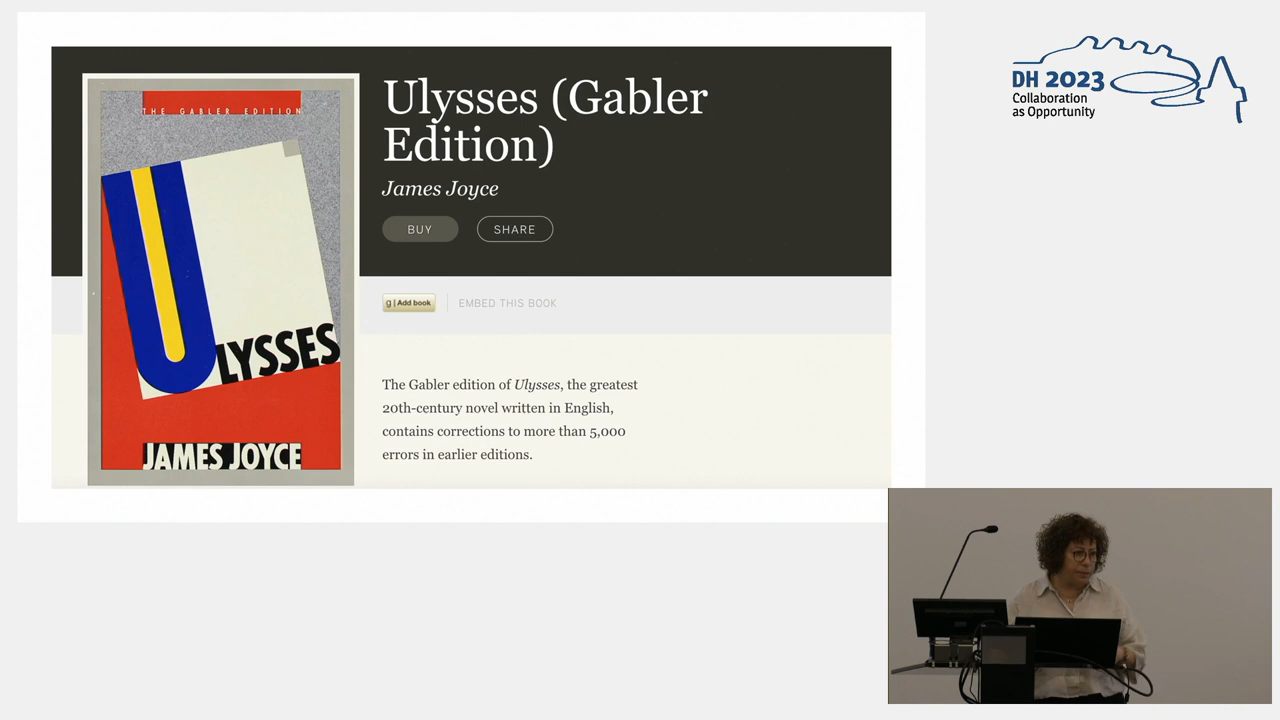 THE GABLER EDITION
ULYSSES
JAMES JOYCE
Ulysses (Gabler
Edition)
James Joyce
BUY
SHARE
g | Add book
EMBED THIS BOOK
The Gabler edition of Ulysses, the greatest
20th-century novel written in English,
contains corrections to more than 5,000
errors in earlier editions.
DH 2023
Collaboration
as Opportunity